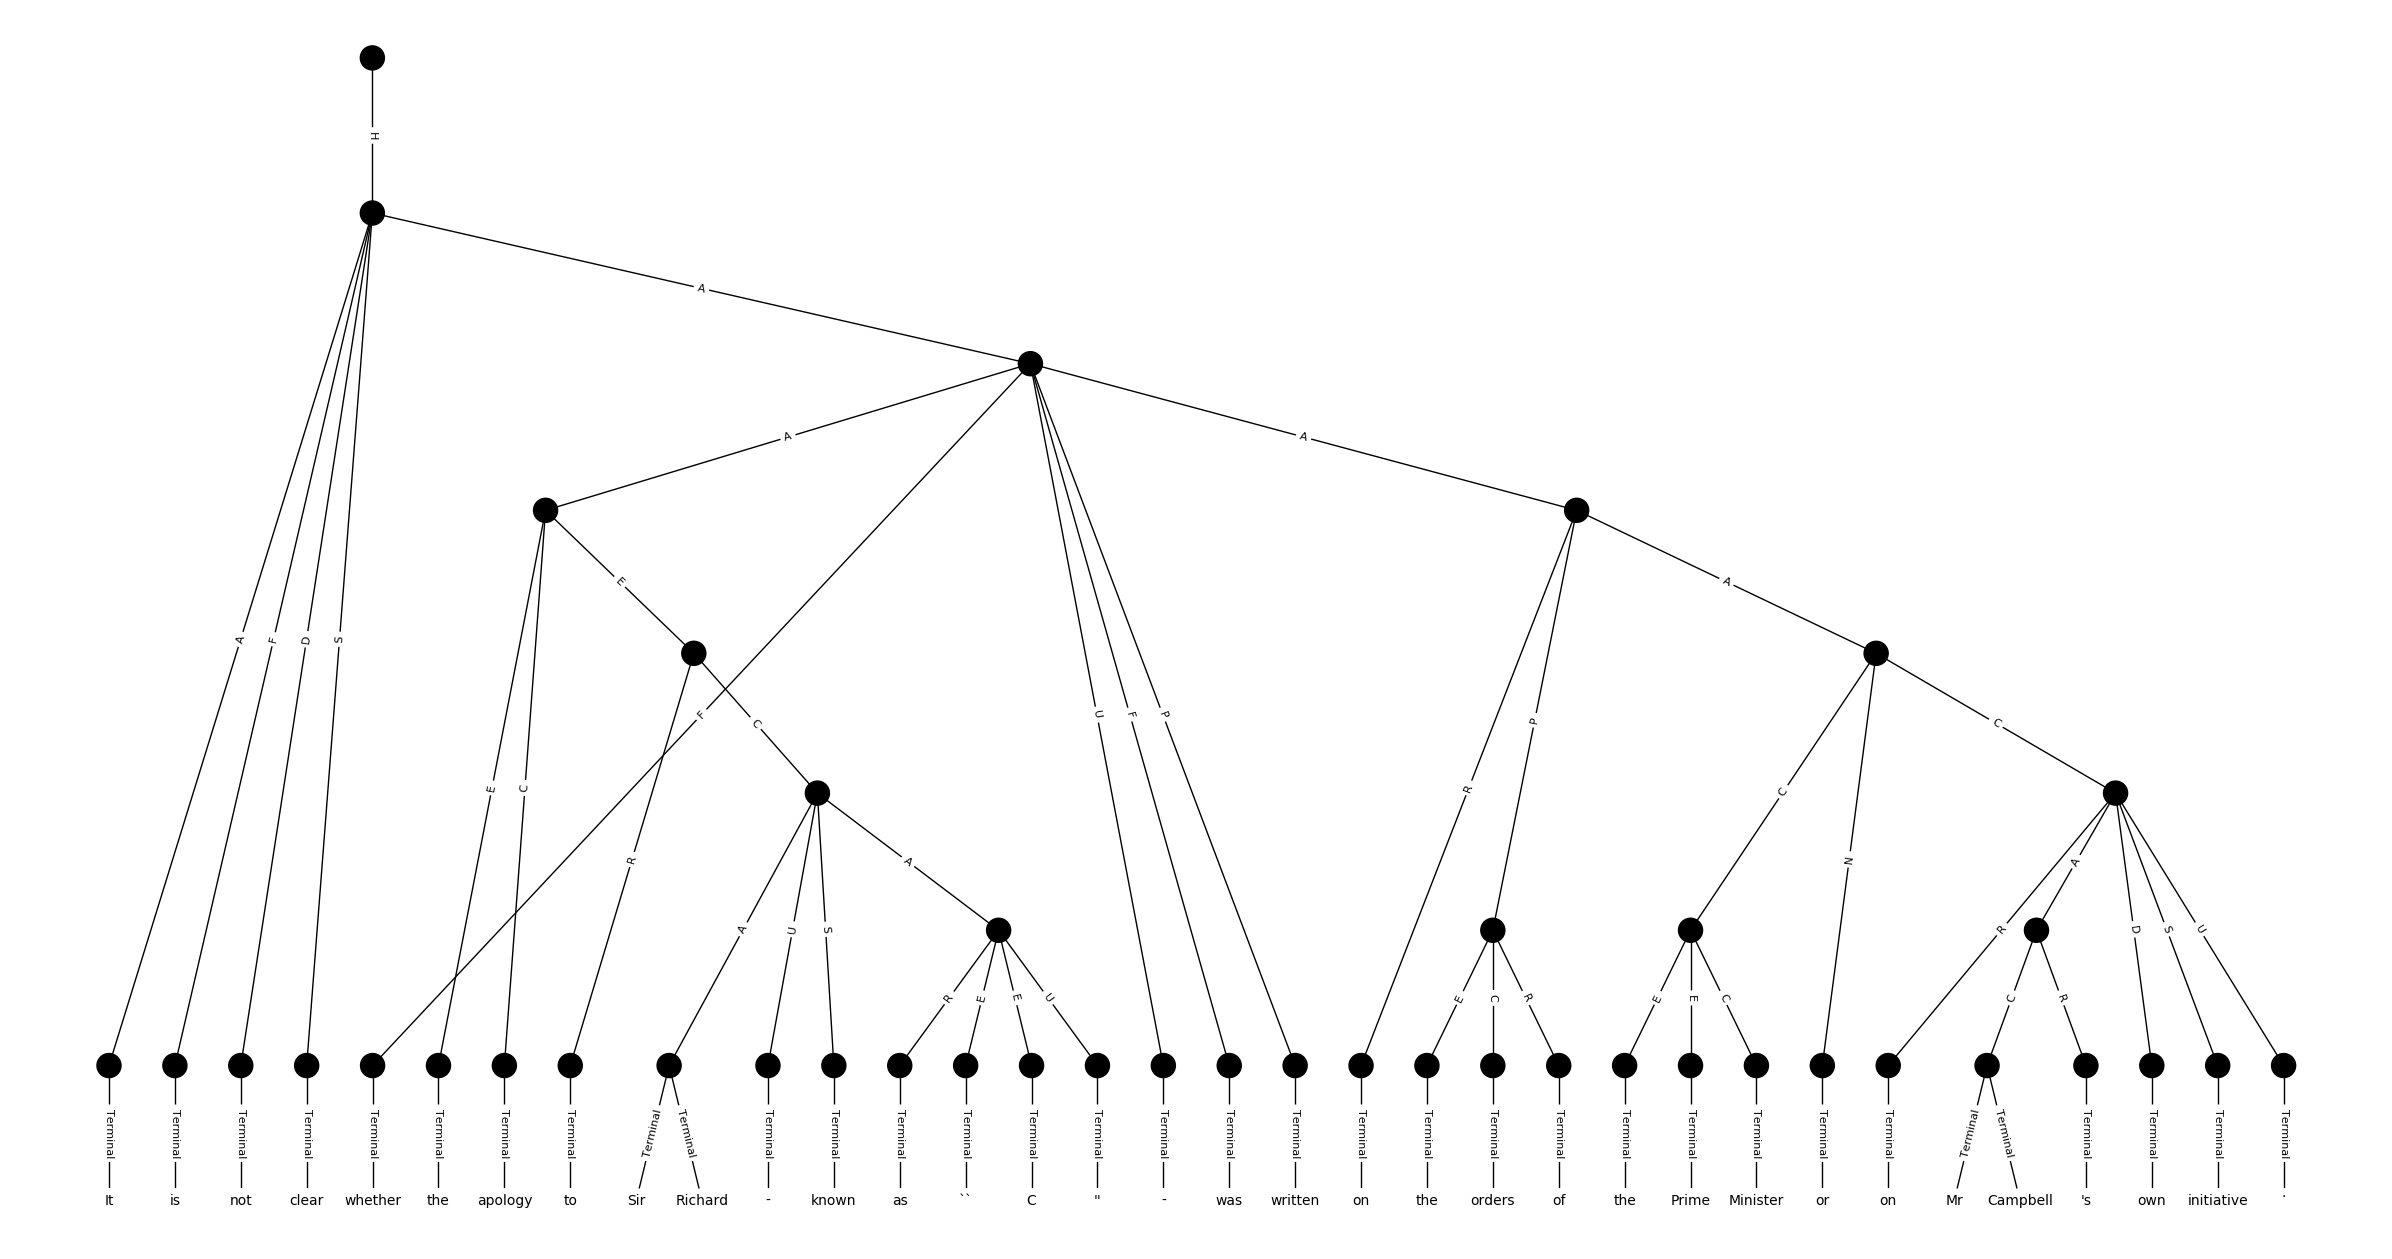 H
A
A A
E
A F D S F C U F P R P A
E C R C N C
A U S A R A D S U
R E E U E C R E E C C R
Terminal Terminal Terminal Terminal Terminal Terminal Terminal Terminal Terminal Terminal Terminal Terminal Terminal Terminal Terminal Terminal Terminal Terminal Terminal Terminal Terminal Terminal Terminal Terminal Terminal Terminal Terminal Terminal Terminal Terminal Terminal Terminal Terminal Terminal
It is not clear whether the apology to Sir Richard - known as `` C " - was written on the orders of the Prime Minister or on Mr Campbell 's own initiative .